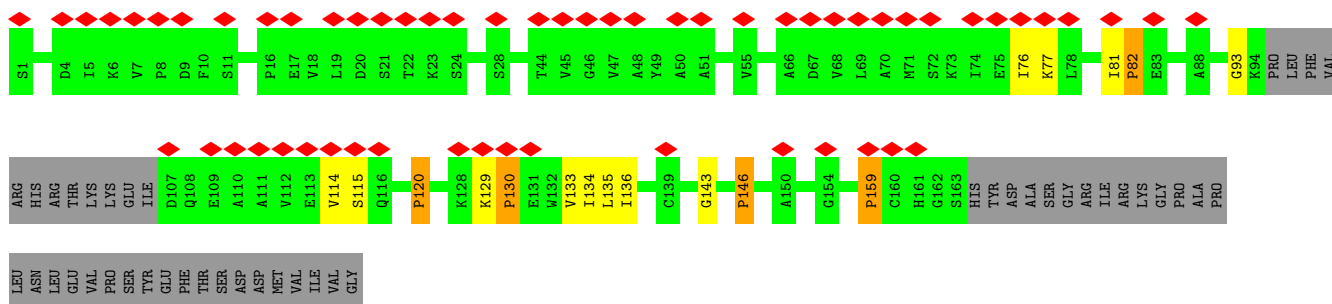 S1 D4 I5 K6 V7 P8 D9 F10 S11 P16 E17 V18 L19 D20 S21 T22 K23 S24 S28 T44 V45 G46 V47 A48 Y49 A50 A51 V55 A66 D67 V68 L69 A70 M71 S72 K73 I74 E75 I76 K77 L78 I81 P82 E83 A88 G93 K94 PRO LEU PHE VAL
ARG HIS ARG THR LYS LYS GLU ILE D107 Q108 E109 A110 A111 V112 E113 V114 S115 Q116 P120 K128 K129 P130 E131 W132 V133 I134 L135 I136 C139 G143 P146 A150 G154 P159 C160 H161 G162 S163 HIS TYR ASP ALA SER GLY ARG ILE ARG LYS GLY PRO ALA PRO
LEU ASN LEU GLU VAL PRO SER TYR GLU PHE THR SER ASP ASP MET VAL ILE VAL GLY